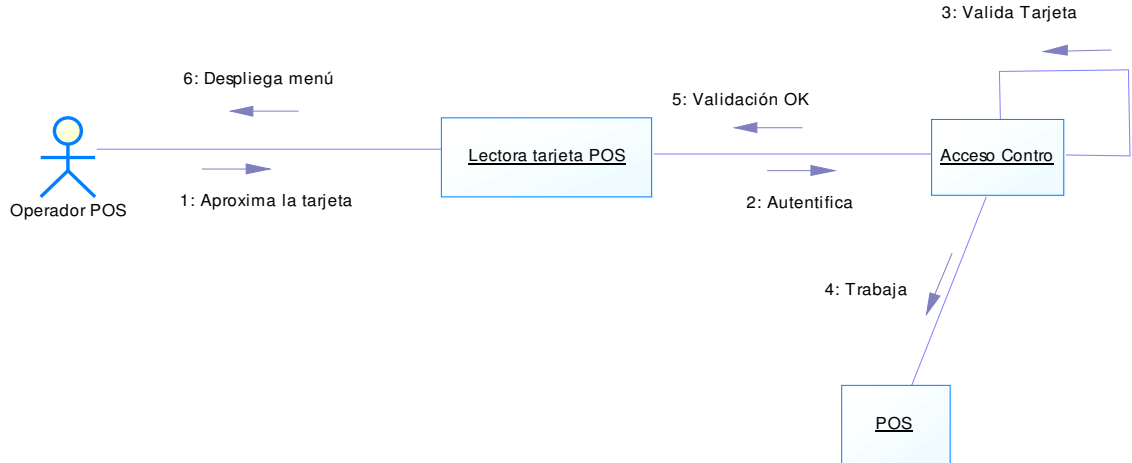 3: Valida Tarjeta
6: Despliega menú
5: Validación OK
Lectora tarjeta POS
Acceso Contro
Operador POS
1: Aproxima la tarjeta
2: Autentifica
4: Trabaja
POS